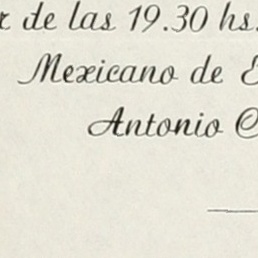 de las 19.30 hs.
Mexicano de
Antonio